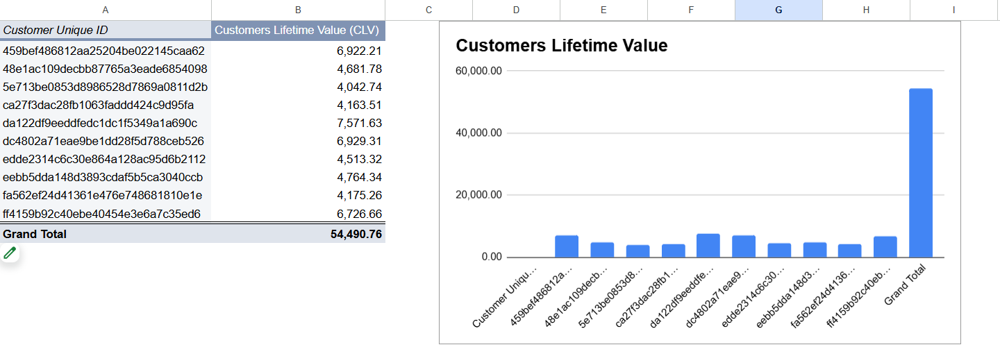 A B C D E F G H I
Customer Unique ID Customers Lifetime Value (CLV)
459bef486812aa25204be022145caa62 6,922.21
48e1ac109decbb87765a3eade6854098 4,681.78
5e713be0853d8986528d7869a0811d2b 4,042.74
ca27f3dac28fb1063faddd424c9d95fa 4,163.51
da122df9eeddfedc1dc1f5349a1a690c 7,571.63
dc4802a71eae9be1dd28f5d788ceb526 6,929.31
edde2314c6c30e864a128ac95d6b2112 4,513.32
eebb5dda148d3893cdaf5b5ca3040ccb 4,764.34
fa562ef24d41361e476e748681810e1e 4,175.26
ff4159b92c40ebe40454e3e6a7c35ed6 6,726.66
Grand Total 54,490.76
Customers Lifetime Value
60,000.00
40,000.00
20,000.00
0.00
Customer Uniqu…
459bef486812a…
48e1ac109decb…
5e713be0853d8…
ca27f3dac28fb1…
da122df9eeddfe…
dc4802a71eae9…
edde2314c6c30…
eebb5dda148d3…
fa562ef24d4136…
ff4159b92c40eb…
Grand Total